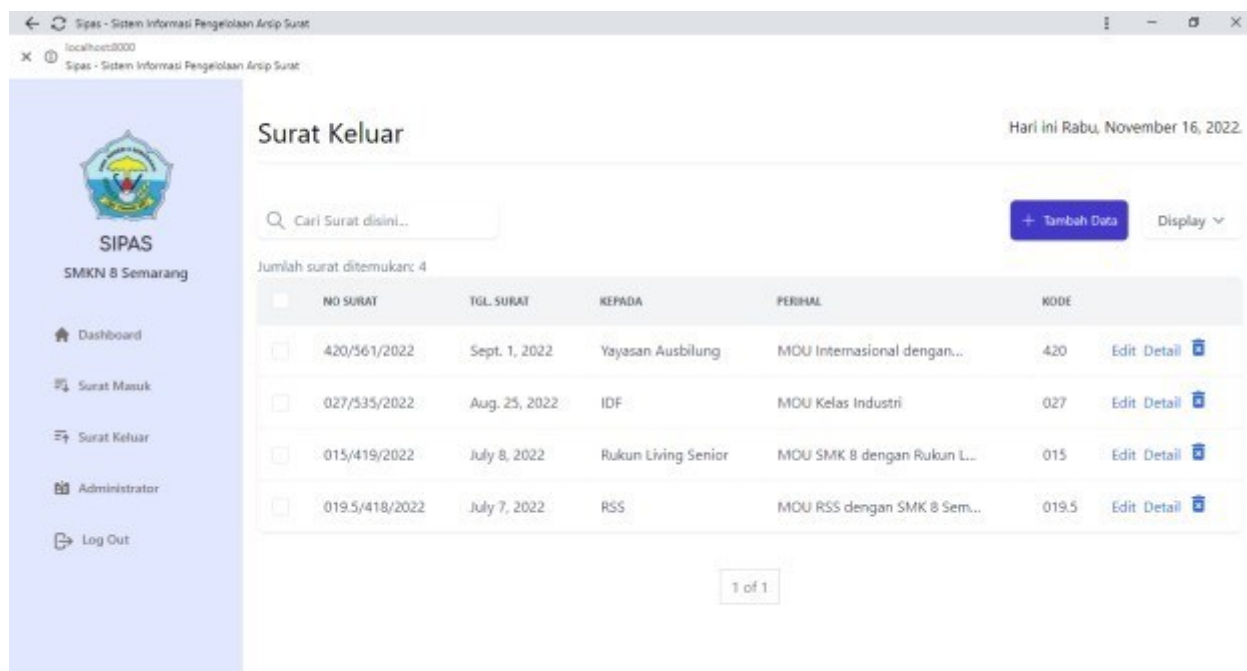 Sipas - Sistem Informasi Pengelolaan Arsip Surat
localhost:8000
Sipas - Sistem Informasi Pengelolaan Arsip Surat
SIPAS
SMKN 8 Semarang
Dashboard
Surat Masuk
Surat Keluar
Administrator
Log Out
Surat Keluar
Hari ini Rabu, November 16, 2022.
Cari Surat disini...
+ Tambah Data
Display
Jumlah surat ditemukan: 4
NO SURAT TGL. SURAT KEPADA PERIHAL KODE
420/561/2022 Sept. 1, 2022 Yayasan Ausbilung MOU Internasional dengan... 420 Edit Detail
027/535/2022 Aug. 25, 2022 IDF MOU Kelas Industri 027 Edit Detail
015/419/2022 July 8, 2022 Rukun Living Senior MOU SMK 8 dengan Rukun L... 015 Edit Detail
019.5/418/2022 July 7, 2022 RSS MOU RSS dengan SMK 8 Sem... 019.5 Edit Detail
1 of 1